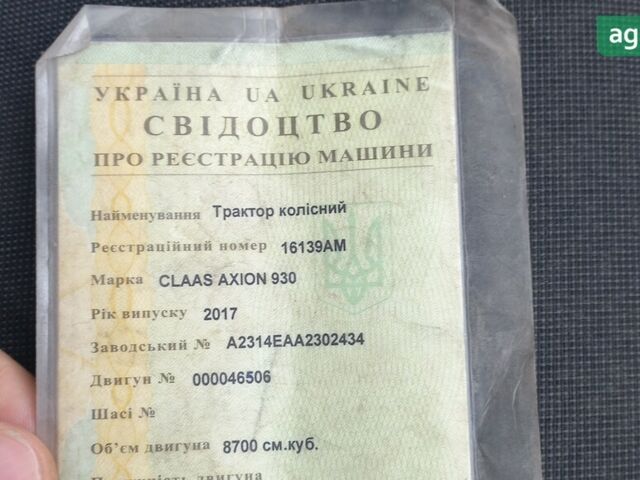 ag
УКРАЇНА UA UKRAINE
СВІДОЦТВО
ПРО РЕЄСТРАЦІЮ МАШИНИ
Найменування Трактор колісний
Реєстраційний номер 16139АМ
Марка CLAAS AXION 930
Рік випуску 2017
Заводський № A2314EAA2302434
Двигун № 000046506
Шасі №
Об'єм двигуна 8700 см.куб.
двигуна